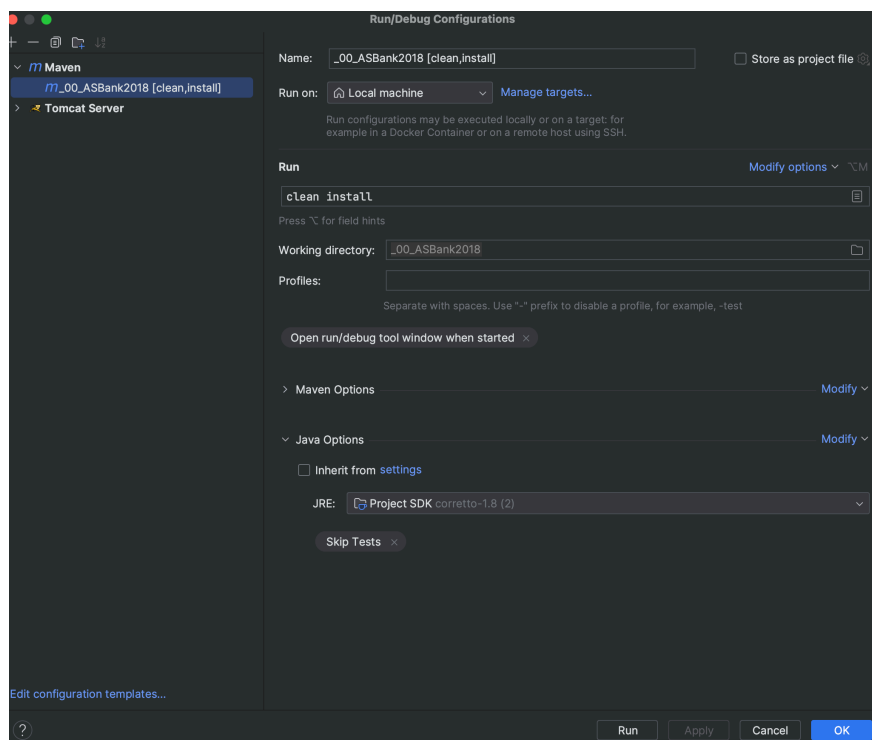 Run/Debug Configurations
Maven
_00_ASBank2018 [clean,install]
Tomcat Server
Name: _00_ASBank2018 [clean,install] Store as project file
Run on: Local machine Manage targets...
Run configurations may be executed locally or on a target: for
example in a Docker Container or on a remote host using SSH.
Run Modify options ⌥M
clean install
Press ⌥ for field hints
Working directory: _00_ASBank2018
Profiles:
Separate with spaces. Use "-" prefix to disable a profile, for example, -test
Open run/debug tool window when started ×
Maven Options Modify
Java Options Modify
Inherit from settings
JRE: Project SDK corretto-1.8 (2)
Skip Tests ×
Edit configuration templates...
? Run Apply Cancel OK